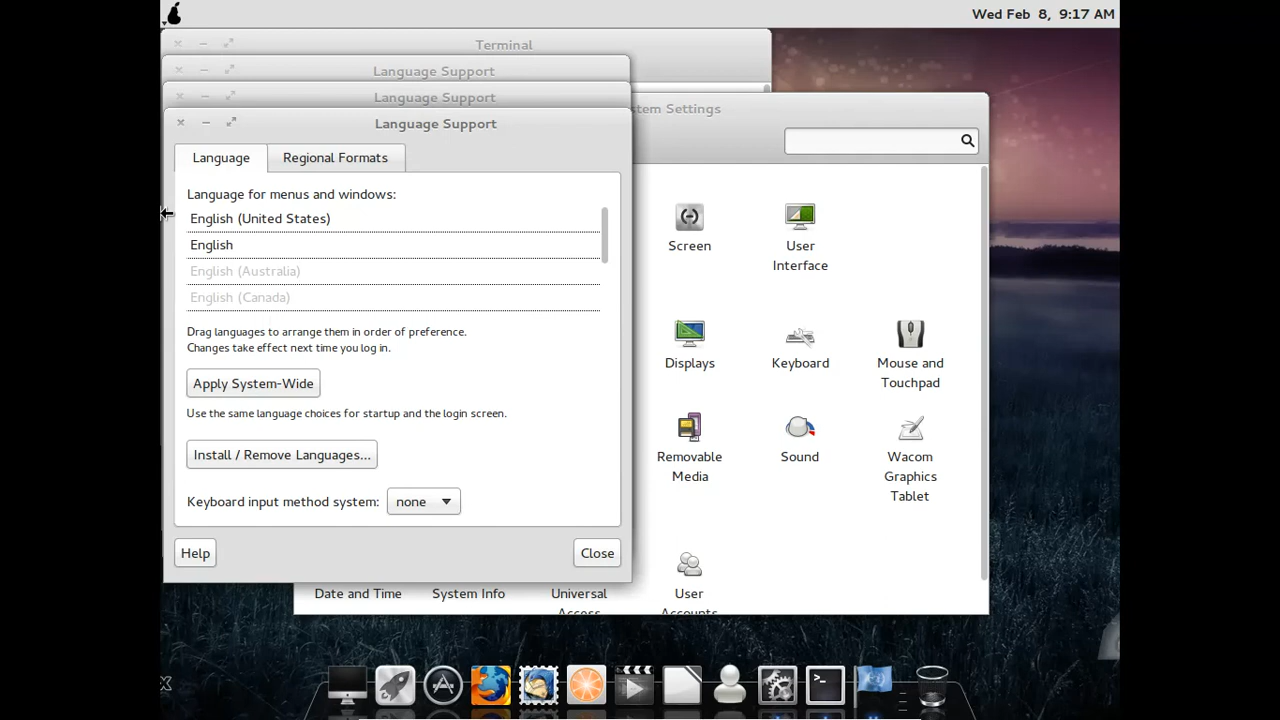 Wed Feb 8, 9:17 AM
Terminal
Language Support
Language Support
Language Support
stem Settings
Language
Regional Formats
Language for menus and windows:
English (United States)
English
English (Australia)
English (Canada)
Drag languages to arrange them in order of preference.
Changes take effect next time you log in.
Apply System-Wide
Use the same language choices for startup and the login screen.
Install / Remove Languages...
Keyboard input method system:
none
Help
Close
Screen
User
Interface
Displays
Keyboard
Mouse and
Touchpad
Removable
Media
Sound
Wacom
Graphics
Tablet
Date and Time
System Info
Universal
Access
User
Accounts